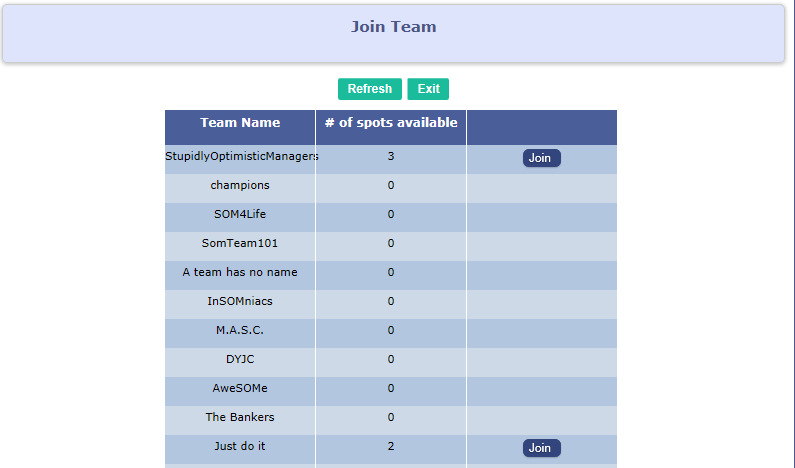 Join Team
Refresh Exit
Team Name # of spots available
StupidlyOptimisticManagers 3 Join
champions 0
SOM4Life 0
SomTeam101 0
A team has no name 0
InSOMniacs 0
M.A.S.C. 0
DYJC 0
AweSOMe 0
The Bankers 0
Just do it 2 Join